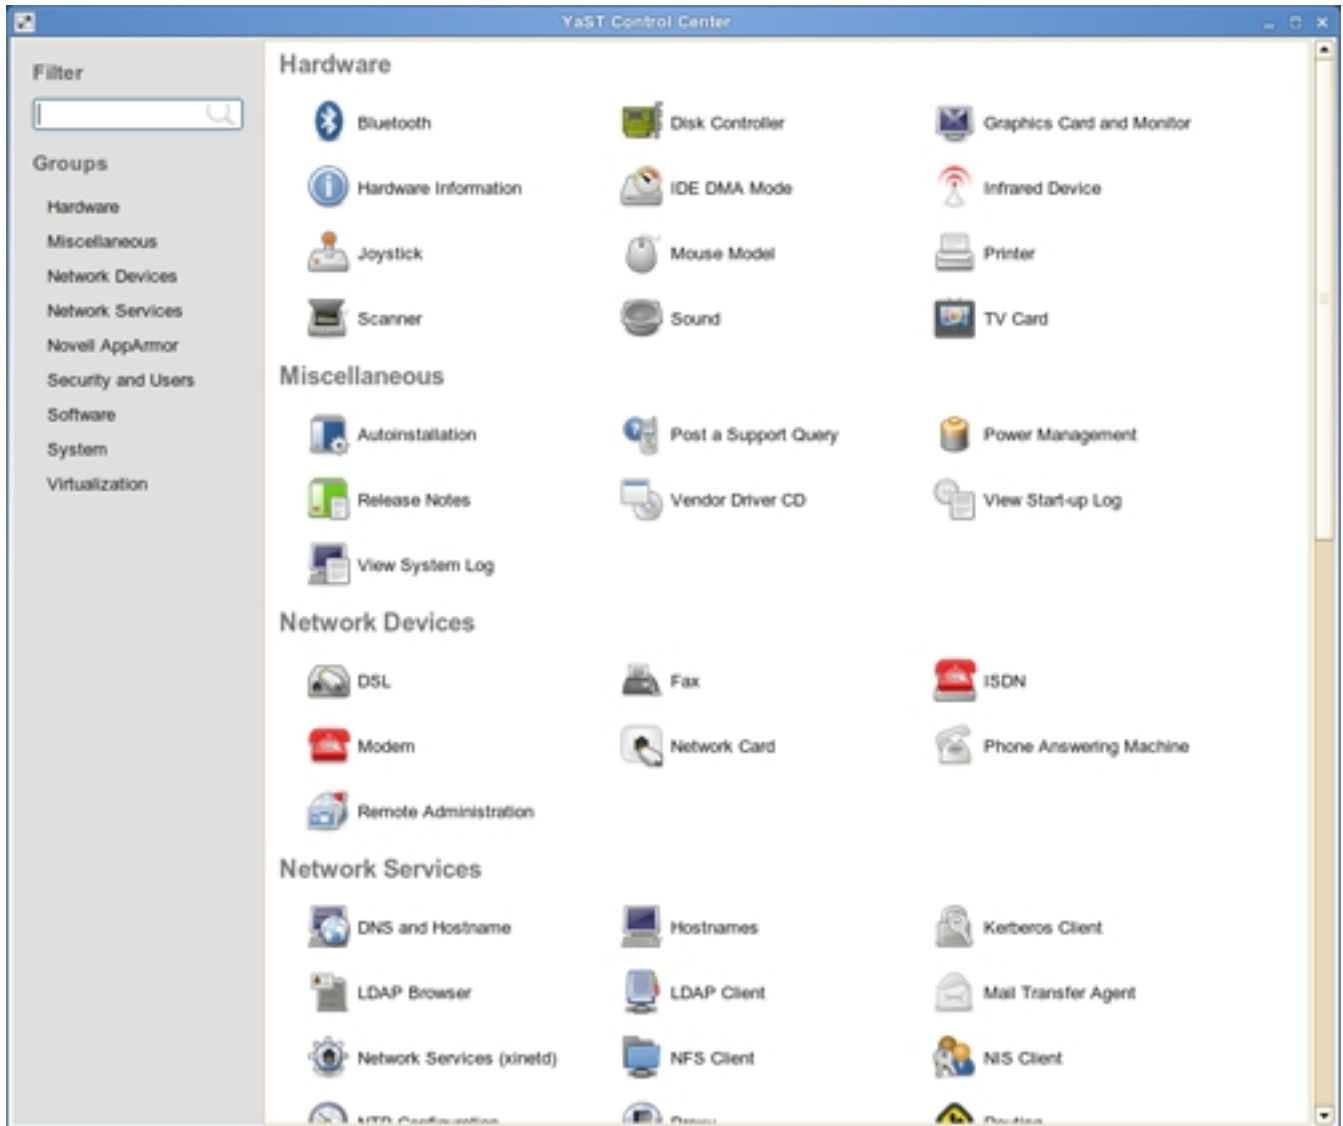 YaST Control Center
Filter
Groups
Hardware
Miscellaneous
Network Devices
Network Services
Novell AppArmor
Security and Users
Software
System
Virtualization
Hardware
Bluetooth Disk Controller Graphics Card and Monitor
Hardware Information IDE DMA Mode Infrared Device
Joystick Mouse Model Printer
Scanner Sound TV Card
Miscellaneous
Autoinstallation Post a Support Query Power Management
Release Notes Vendor Driver CD View Start-up Log
View System Log
Network Devices
DSL Fax ISDN
Modem Network Card Phone Answering Machine
Remote Administration
Network Services
DNS and Hostname Hostnames Kerberos Client
LDAP Browser LDAP Client Mail Transfer Agent
Network Services (xinetd) NFS Client NIS Client
NTP Configuration Proxy Routing